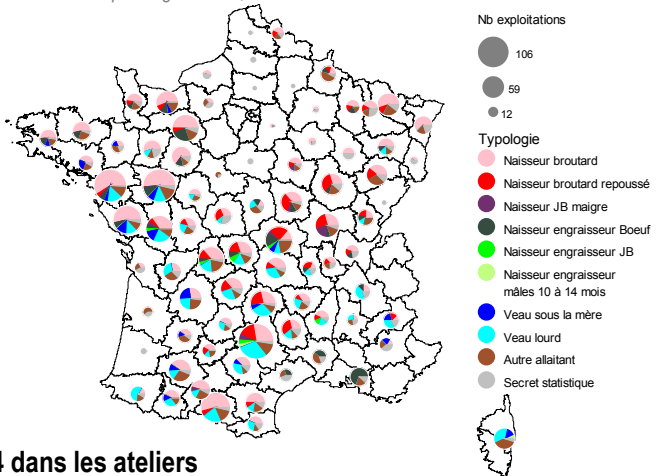 Nb exploitations
106
59
12
Typologie
Naisseur broutard
Naisseur broutard repoussé
Naisseur JB maigre
Naisseur engraisseur Boeuf
Naisseur engraisseur JB
Naisseur engraisseur
mâles 10 à 14 mois
Veau sous la mère
Veau lourd
Autre allaitant
Secret statistique
dans les ateliers